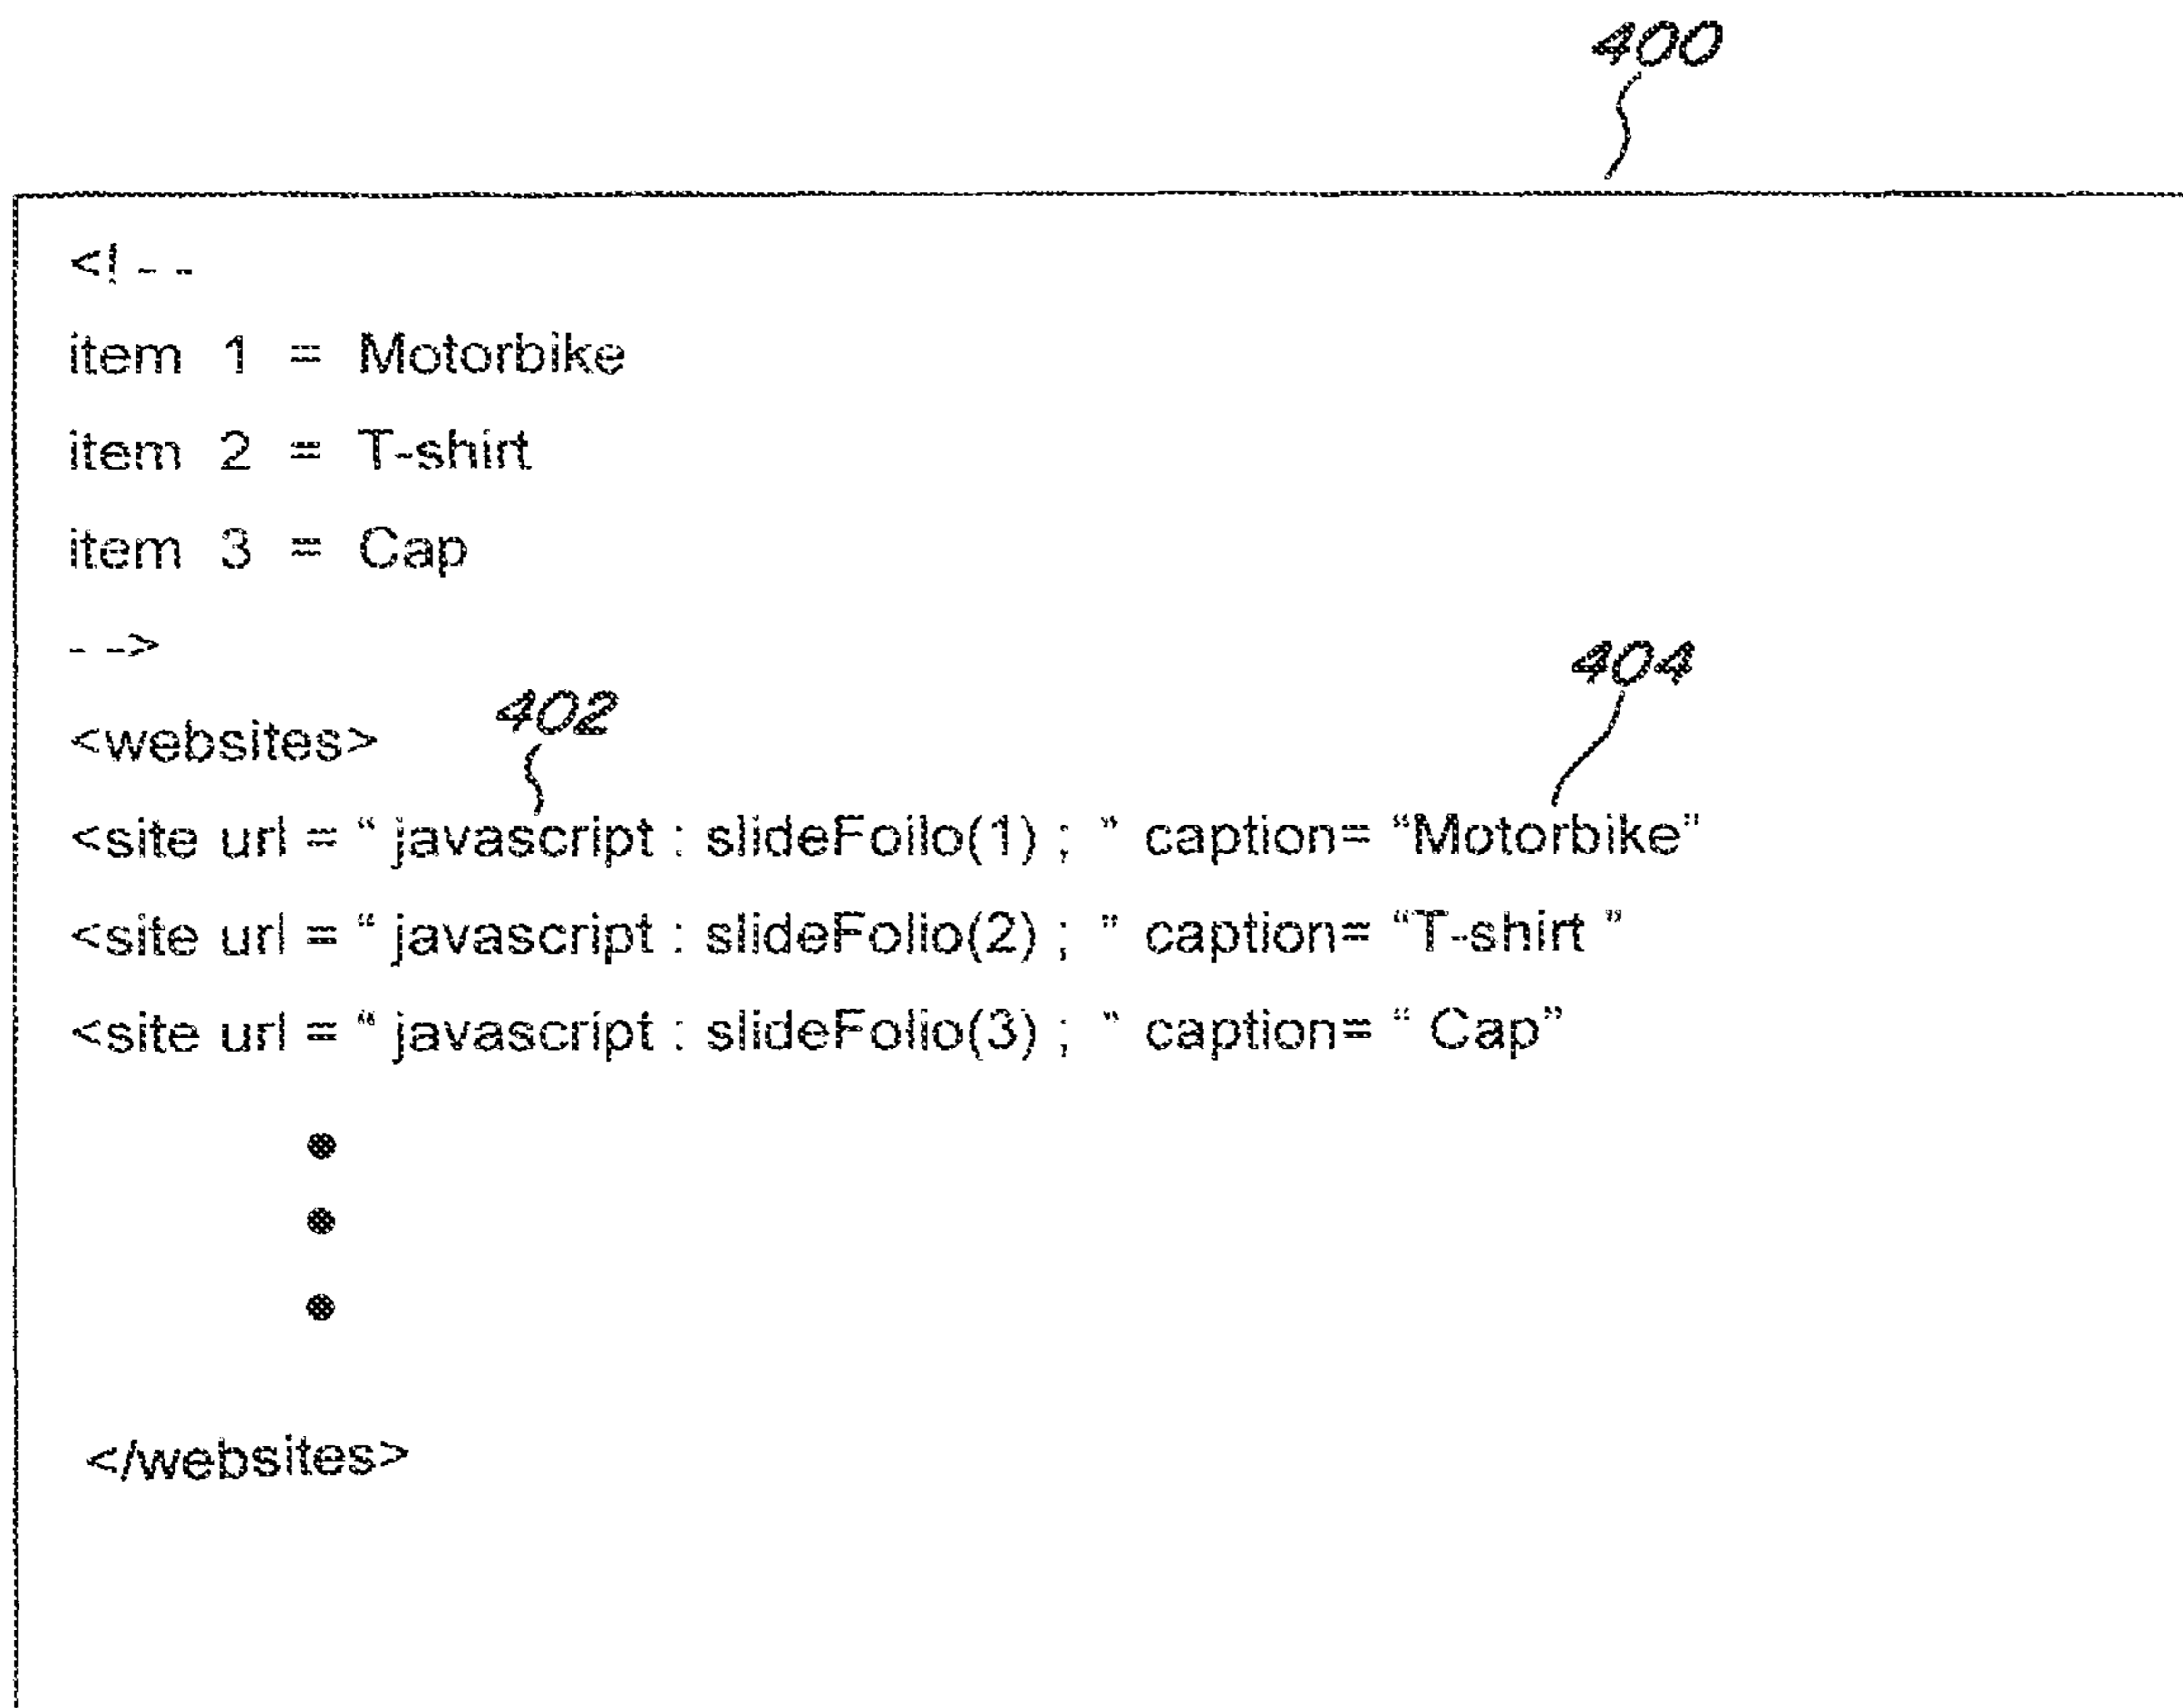 400
<! - -
item 1 = Motorbike
item 2 = T-shirt
item 3 = Cap
- ->
404
402
<websites>
<site url = “ javascript : slideFoilo(1) ; ” caption= “Motorbike”
<site url = “ javascript : slideFolio(2) ; ” caption= “T-shirt ”
<site url = “ javascript : slideFolio(3) ; ” caption= “ Cap”
</websites>